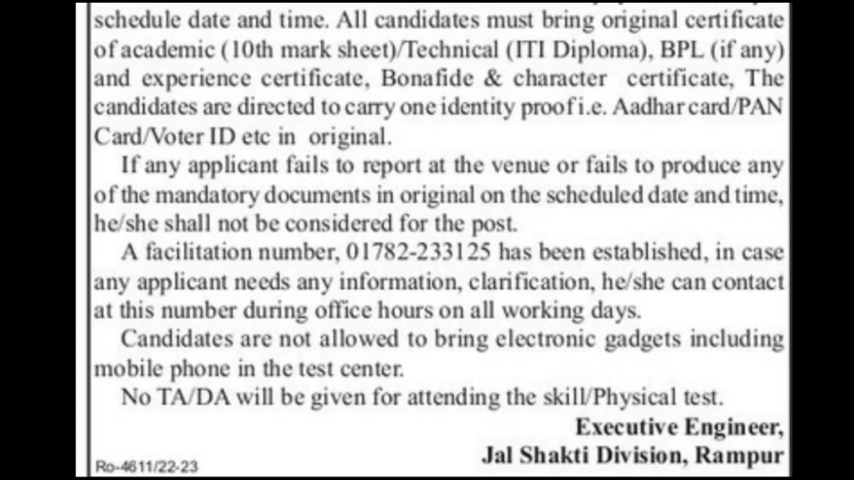 schedule date and time. All candidates must bring original certificate
of academic (10th mark sheet)/Technical (ITI Diploma), BPL (if any)
and experience certificate, Bonafide & character certificate, The
candidates are directed to carry one identity proof i.e. Aadhar card/PAN
Card/Voter ID etc in original.
If any applicant fails to report at the venue or fails to produce any
of the mandatory documents in original on the scheduled date and time,
he/she shall not be considered for the post.
A facilitation number, 01782-233125 has been established, in case
any applicant needs any information, clarification, he/she can contact
at this number during office hours on all working days.
Candidates are not allowed to bring electronic gadgets including
mobile phone in the test center.
No TA/DA will be given for attending the skill/Physical test.
Executive Engineer,
Jal Shakti Division, Rampur
Ro-4611/22-23